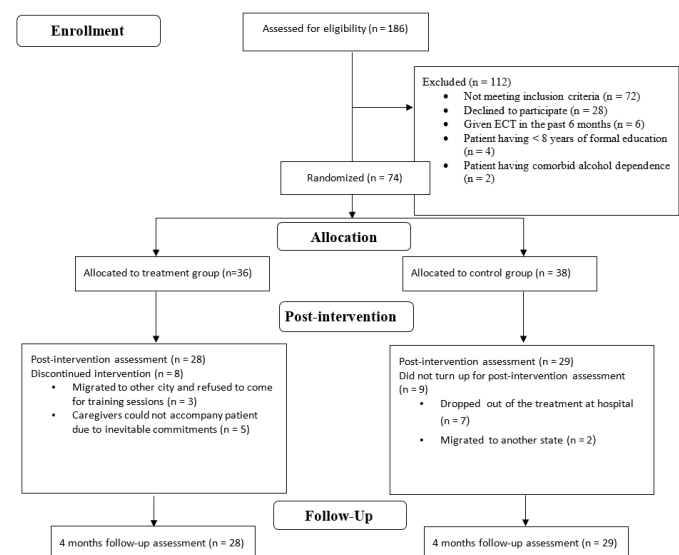 Enrollment
Assessed for eligibility (n = 186)
Excluded (n = 112)
• Not meeting inclusion criteria (n = 72)
• Declined to participate (n = 28)
• Given ECT in the past 6 months (n = 6)
• Patient having < 8 years of formal education
(n = 4)
• Patient having comorbid alcohol dependence
(n = 2)
Randomized (n = 74)
Allocation
Allocated to treatment group (n=36)
Allocated to control group (n = 38)
Post-intervention
Post-intervention assessment (n = 28)
Discontinued intervention (n = 8)
• Migrated to other city and refused to come
for training sessions (n = 3)
• Caregivers could not accompany patient
due to inevitable commitments (n = 5)
Post-intervention assessment (n = 29)
Did not turn up for post-intervention assessment
(n = 9)
• Dropped out of the treatment at hospital
(n = 7)
• Migrated to another state (n = 2)
Follow-Up
4 months follow-up assessment (n = 28)
4 months follow-up assessment (n = 29)